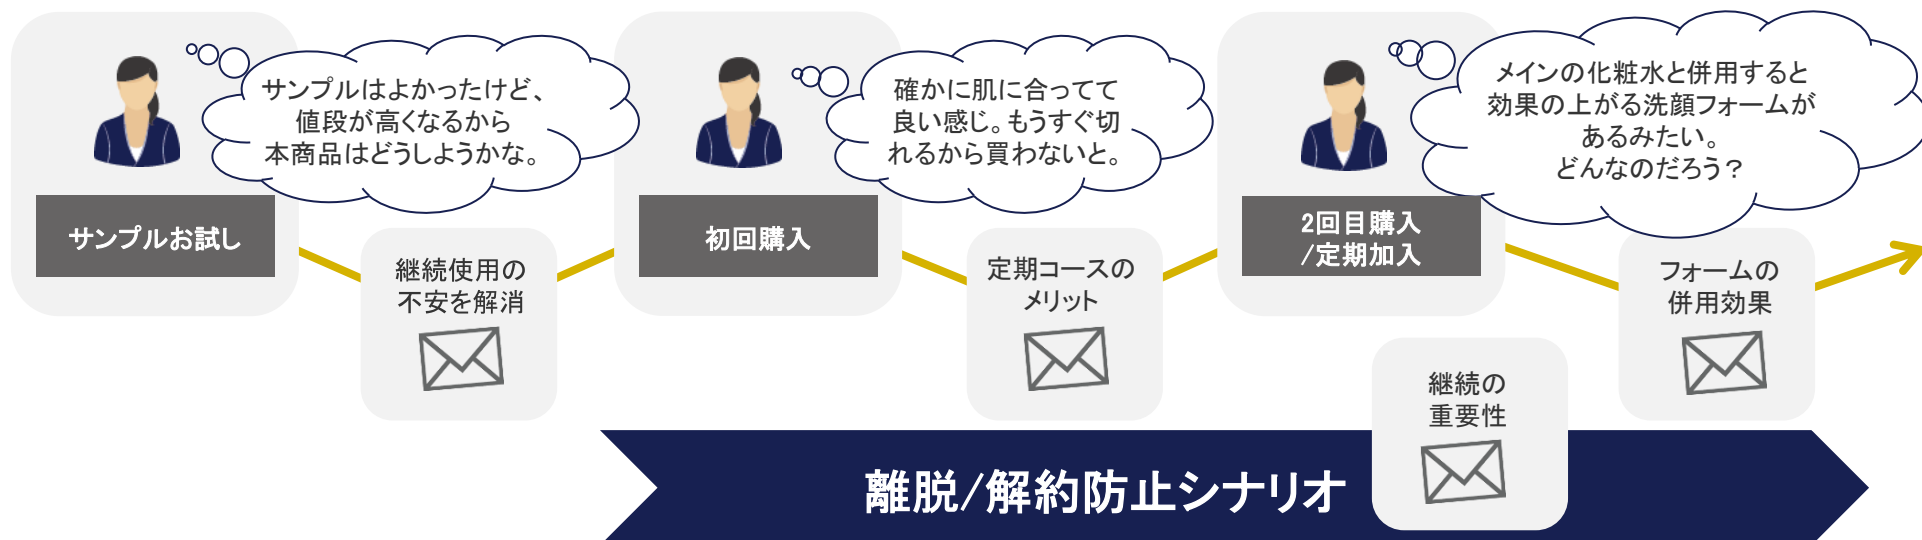 サンプルはよかったけど、
値段が高くなるから
本商品はどうしようかな。
サンプルお試し
継続使用の
不安を解消
確かに肌に合ってて
良い感じ。もうすぐ切
れるから買わないと。
初回購入
定期コースの
メリット
メインの化粧水と併用すると
効果の上がる洗顔フォームが
あるみたい。
どんなのだろう？
2回目購入
/定期加入
フォームの
併用効果
継続の
重要性
離脱/解約防止シナリオ